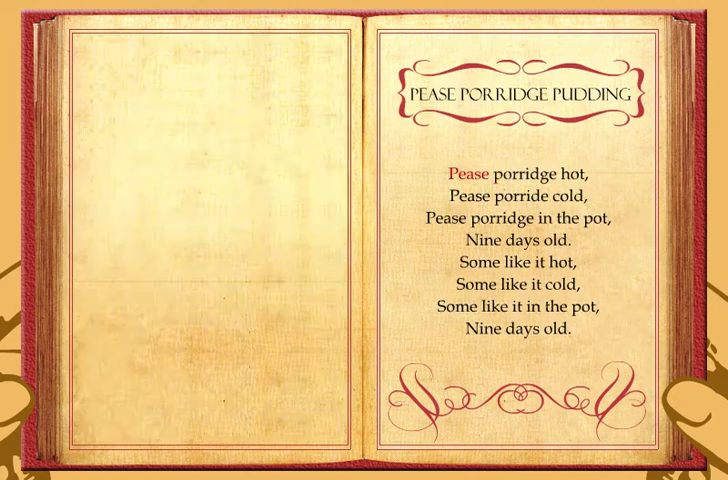 PEASE PORRIDGE PUDDING
Pease porridge hot,
Pease porride cold,
Pease porridge in the pot,
Nine days old.
Some like it hot,
Some like it cold,
Some like it in the pot,
Nine days old.